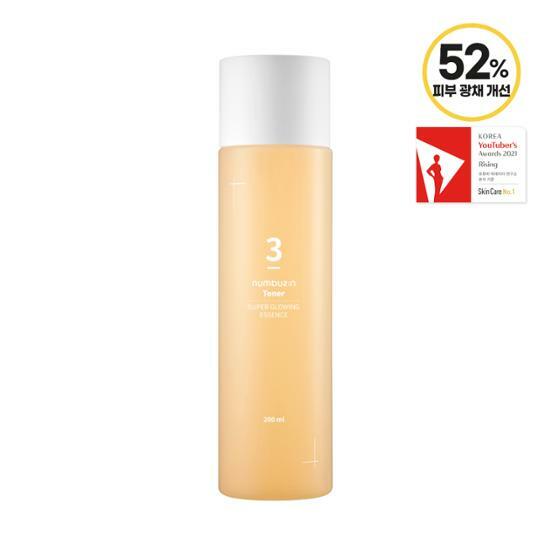 52%
피부 광채 개선
KOREA
YouTuber's
Awards 2021
Rising
Skin Care No.1
3
numbuz:n
Toner
SUPER GLOWING
ESSENCE
200 ml